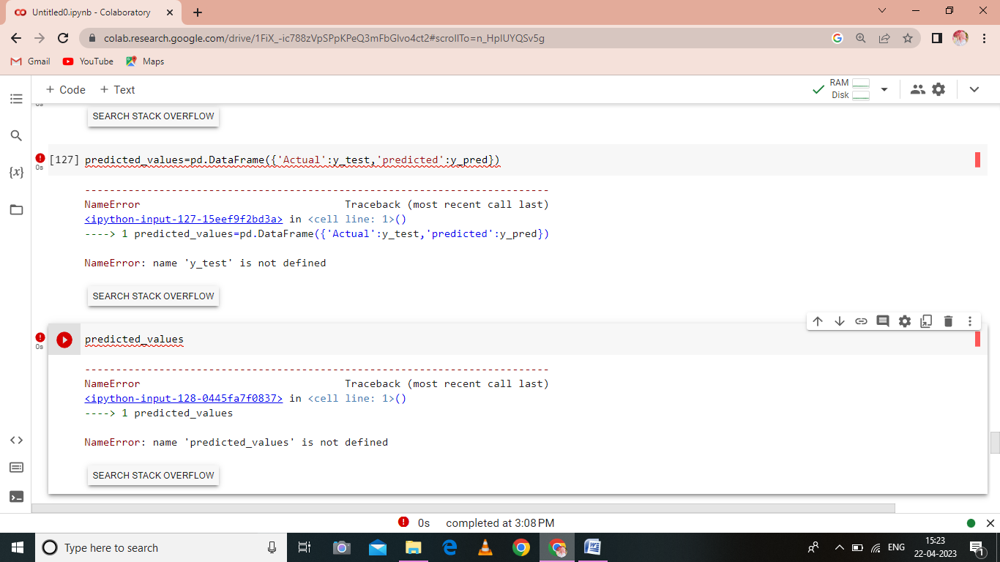 Untitled0.ipynb - Colaboratory
colab.research.google.com/drive/1FiX_-ic788zVpSPpKPeQ3mFbGlvo4ct2#scrollTo=n_HpIUYQSv5g
Gmail YouTube Maps
+ Code + Text
RAM
Disk
0s
SEARCH STACK OVERFLOW
[127] predicted_values=pd.DataFrame({'Actual':y_test,'predicted':y_pred})
0s
---------------------------------------------------------------------------
NameError Traceback (most recent call last)
<ipython-input-127-15eef9f2bd3a> in <cell line: 1>()
----> 1 predicted_values=pd.DataFrame({'Actual':y_test,'predicted':y_pred})
NameError: name 'y_test' is not defined
SEARCH STACK OVERFLOW
predicted_values
0s
---------------------------------------------------------------------------
NameError Traceback (most recent call last)
<ipython-input-128-0445fa7f0837> in <cell line: 1>()
----> 1 predicted_values
NameError: name 'predicted_values' is not defined
SEARCH STACK OVERFLOW
0s completed at 3:08 PM
Type here to search
ENG
15:23
22-04-2023
1